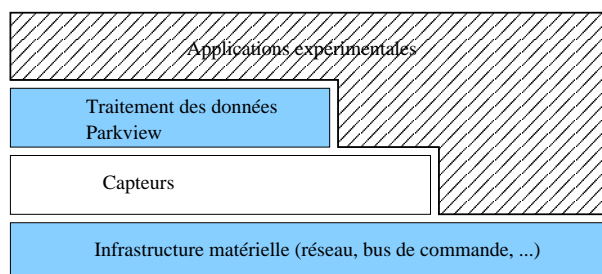 Applications expérimentales
Traitement des données
Parkview
Capteurs
Infrastructure matérielle (réseau, bus de commande, ...)